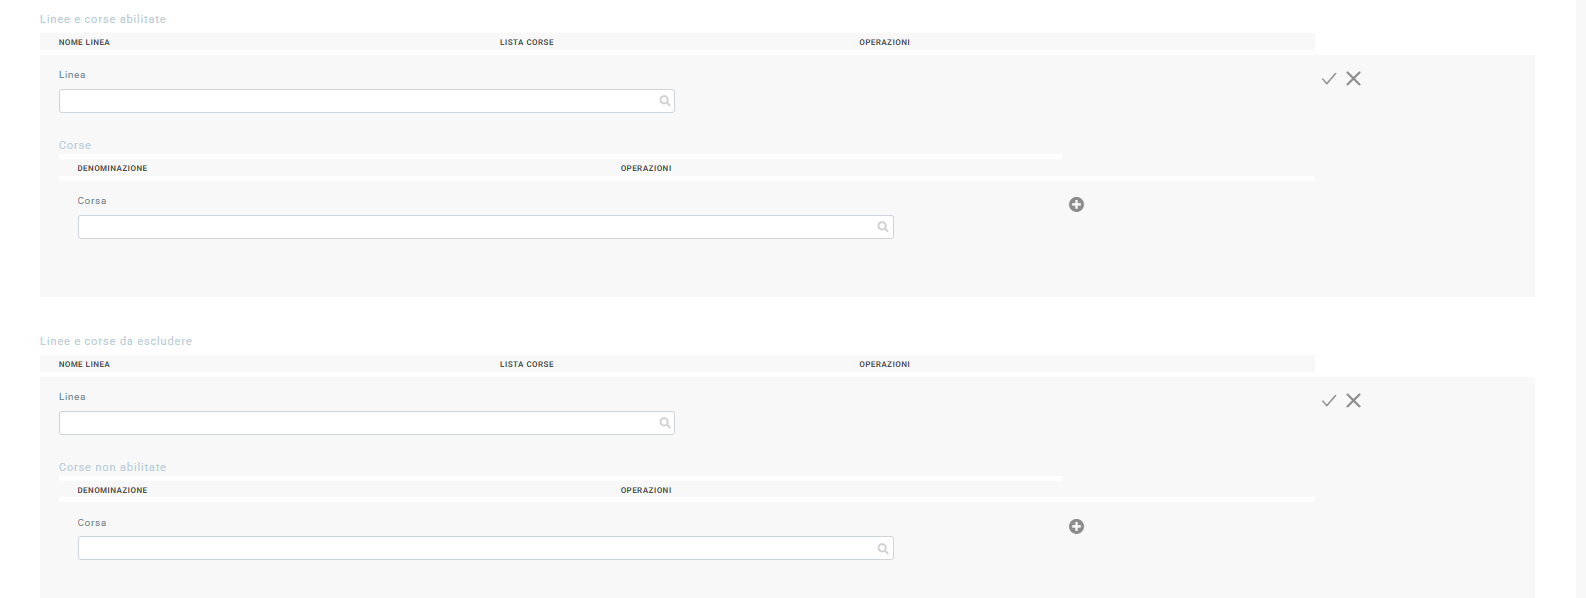 Linee e corse abilitate
NOME LINEA LISTA CORSE OPERAZIONI
Linea
Corse
DENOMINAZIONE OPERAZIONI
Corsa
Linee e corse da escludere
NOME LINEA LISTA CORSE OPERAZIONI
Linea
Corse non abilitate
DENOMINAZIONE OPERAZIONI
Corsa